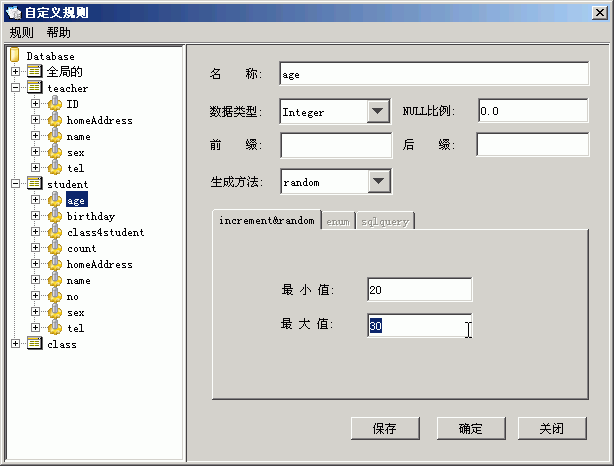 自定义规则
规则 帮助
Database
全局的
teacher
ID
homeAddress
name
sex
tel
student
age
birthday
class4student
count
homeAddress
name
no
sex
tel
class
名 称: age
数据类型: Integer NULL比例: 0.0
前 缀: 后 缀:
生成方法: random
increment&random enum sqlquery
最 小 值: 20
最 大 值: 30
保存 确定 关闭